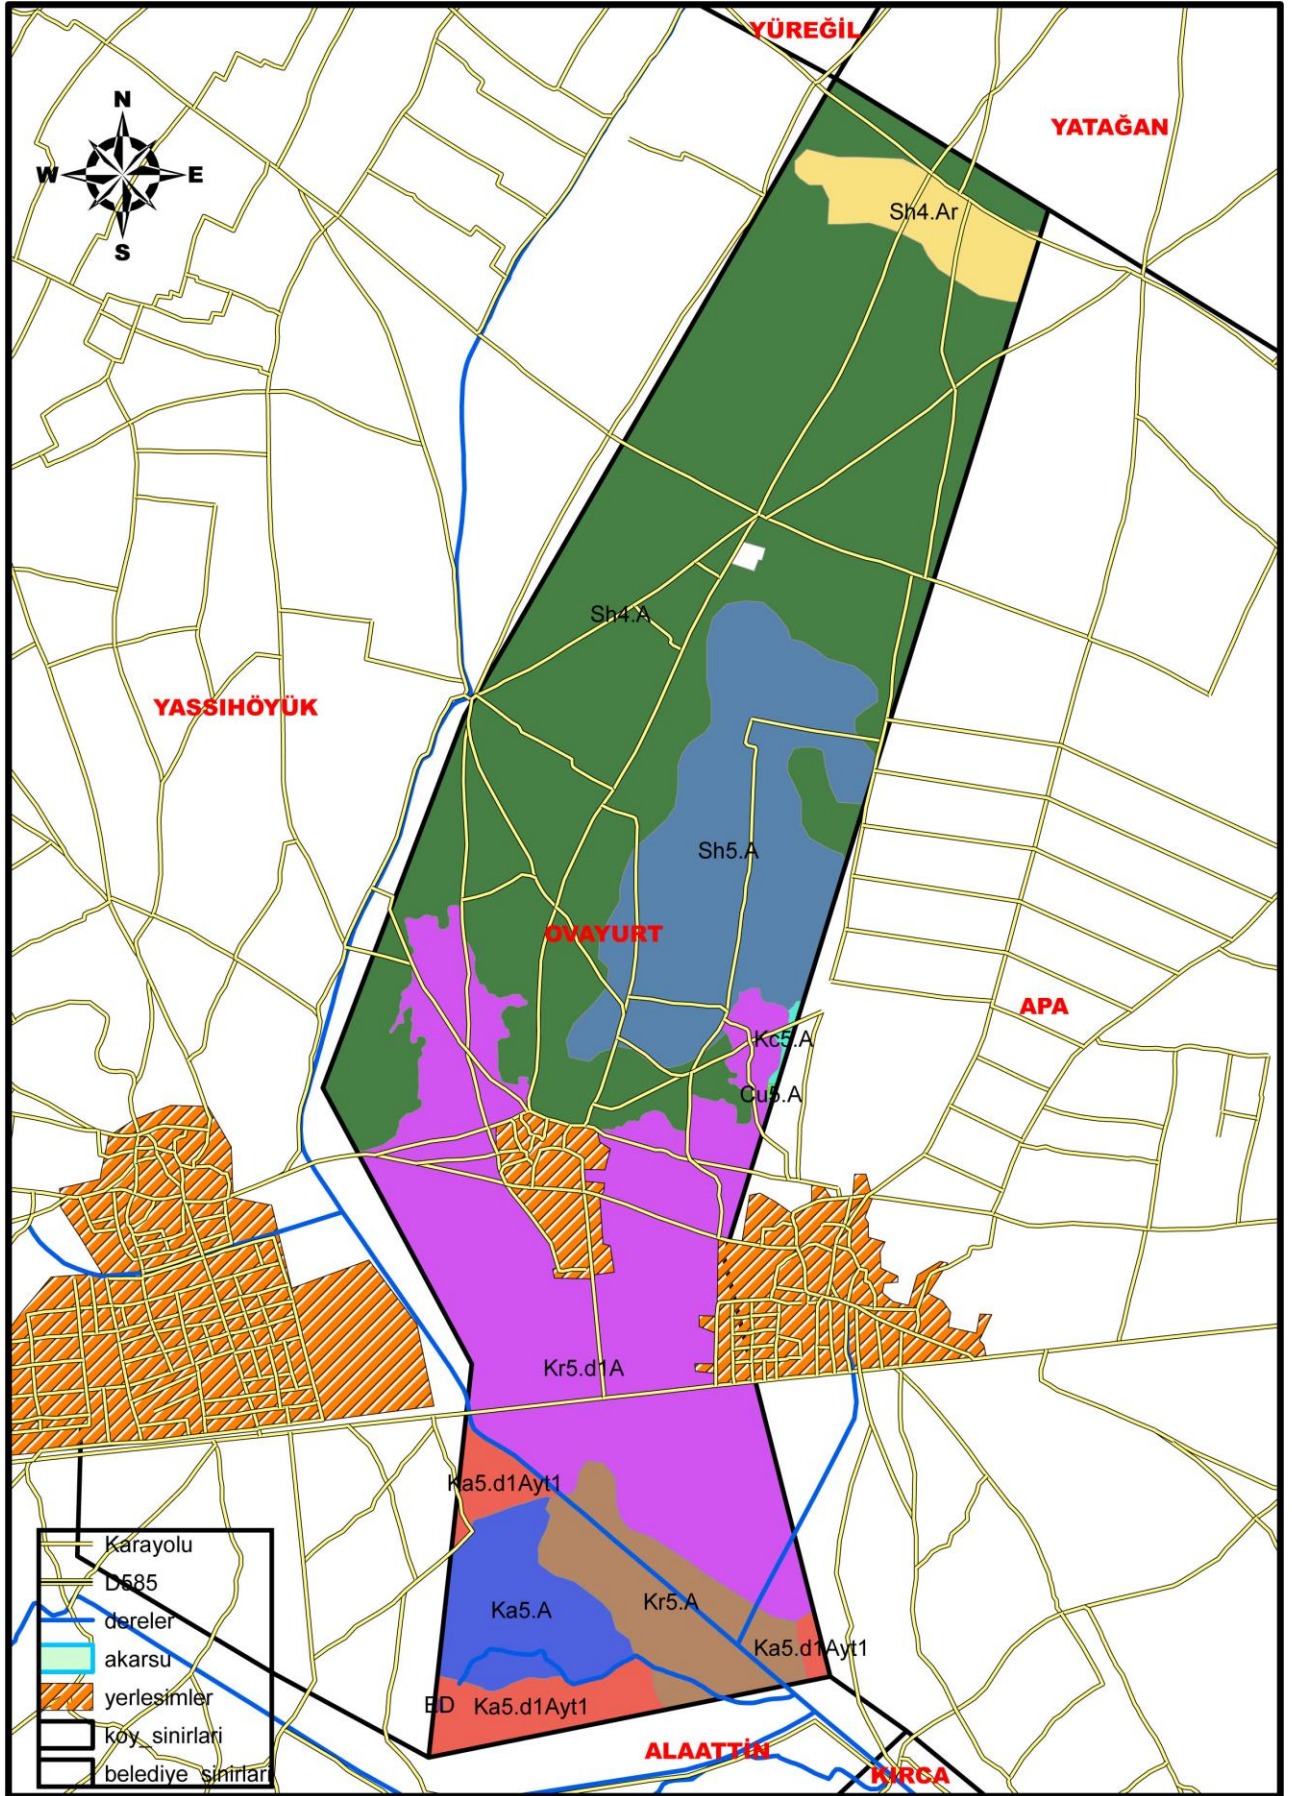 YÜREĞİL
N
YATAĞAN
W
E
Sh4.Ar
S
Sh4.A
YASSIHÖYÜK
Sh5.A
OVAYURT
APA
Kc5.A
Cu5.A
Kr5.d1A
Ka5.d1Ayt1
Karayolu
D585
dereler
akarsu
yerlesimler
koy_sinirlari
belediye_sinirlari
Ka5.A
Kr5.A
Ka5.d1Ayt1
ED
Ka5.d1Ayt1
ALAATTİN
KIRCA